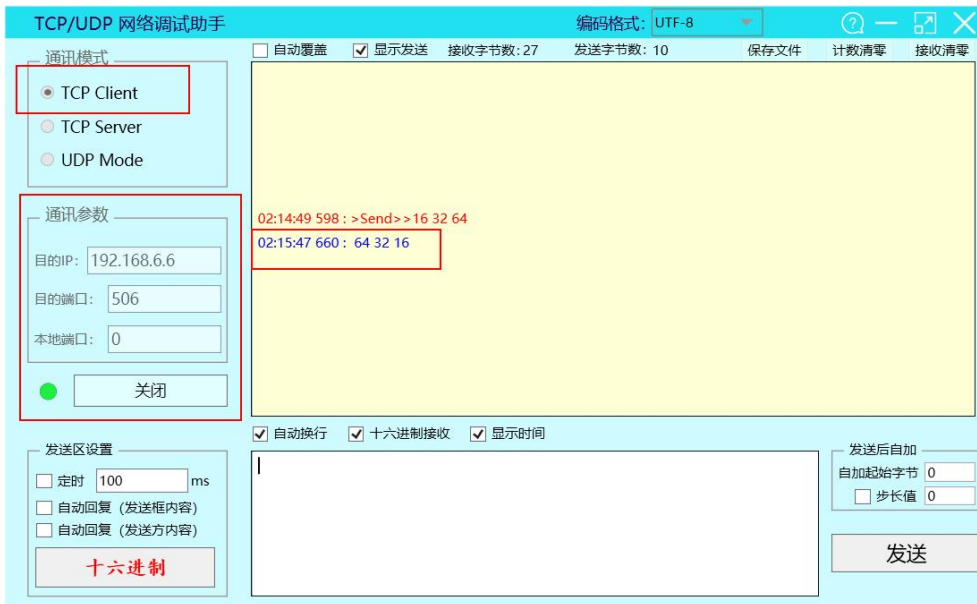 TCP/UDP 网络调试助手
编码格式: UTF-8
通讯模式
TCP Client
TCP Server
UDP Mode
自动覆盖 显示发送 接收字节数: 27 发送字节数: 10 保存文件 计数清零 接收清零
02:14:49 598 : >Send>>16 32 64
02:15:47 660 : 64 32 16
通讯参数
目的IP: 192.168.6.6
目的端口: 506
本地端口: 0
关闭
自动换行 十六进制接收 显示时间
发送区设置
定时 100 ms
自动回复 (发送框内容)
自动回复 (发送方内容)
十六进制
发送后自加
自加起始字节 0
步长值 0
发送